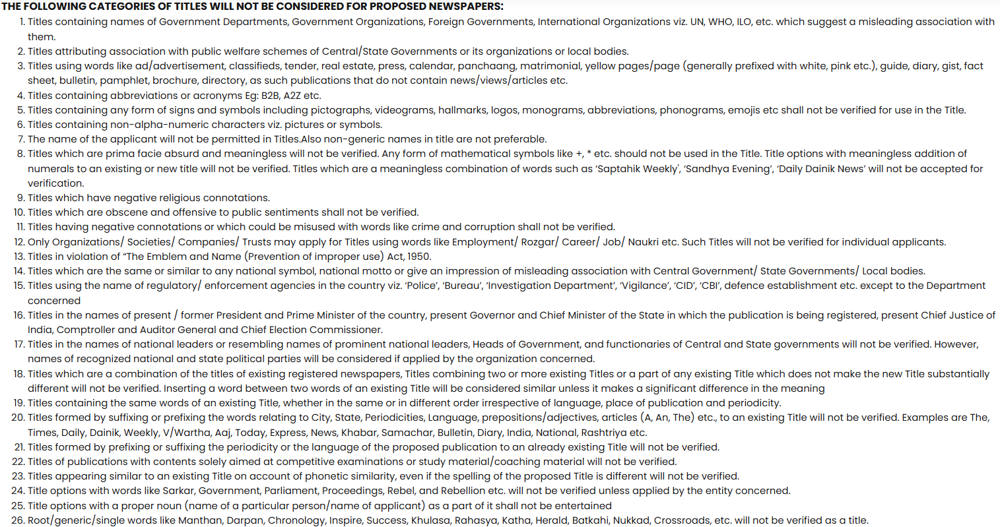 THE FOLLOWING CATEGORIES OF TITLES WILL NOT BE CONSIDERED FOR PROPOSED NEWSPAPERS:
1. Titles containing names of Government Departments, Government Organizations, Foreign Governments, International Organizations viz. UN, WHO, ILO, etc. which suggest a misleading association with
them.
2. Titles attributing association with public welfare schemes of Central/State Governments or its organizations or local bodies.
3. Titles using words like ad/advertisement, classifieds, tender, real estate, press, calendar, panchaang, matrimonial, yellow pages/page (generally prefixed with white, pink etc.), guide, diary, gist, fact
sheet, bulletin, pamphlet, brochure, directory, as such publications that do not contain news/views/articles etc.
4. Titles containing abbreviations or acronyms Eg: B2B, A2Z etc.
5. Titles containing any form of signs and symbols including pictographs, videograms, hallmarks, logos, monograms, abbreviations, phonograms, emojis etc shall not be verified for use in the Title.
6. Titles containing non-alpha-numeric characters viz. pictures or symbols.
7. The name of the applicant will not be permitted in Titles.Also non-generic names in title are not preferable.
8. Titles which are prima facie absurd and meaningless will not be verified. Any form of mathematical symbols like +, * etc. should not be used in the Title. Title options with meaningless addition of
numerals to an existing or new title will not be verified. Titles which are a meaningless combination of words such as ‘Saptahik Weekly', ‘Sandhya Evening’, ‘Daily Dainik News’ will not be accepted for
verification.
9. Titles which have negative religious connotations.
10. Titles which are obscene and offensive to public sentiments shall not be verified.
11. Titles having negative connotations or which could be misused with words like crime and corruption shall not be verified.
12. Only Organizations/ Societies/ Companies/ Trusts may apply for Titles using words like Employment/ Rozgar/ Career/ Job/ Naukri etc. Such Titles will not be verified for individual applicants.
13. Titles in violation of “The Emblem and Name (Prevention of improper use) Act, 1950.
14. Titles which are the same or similar to any national symbol, national motto or give an impression of misleading association with Central Government/ State Governments/ Local bodies.
15. Titles using the name of regulatory/ enforcement agencies in the country viz. ‘Police’, ‘Bureau’, ‘Investigation Department’, ‘Vigilance’, ‘CID’, ‘CBI’, defence establishment etc. except to the Department
concerned
16. Titles in the names of present / former President and Prime Minister of the country, present Governor and Chief Minister of the State in which the publication is being registered, present Chief Justice of
India, Comptroller and Auditor General and Chief Election Commissioner.
17. Titles in the names of national leaders or resembling names of prominent national leaders, Heads of Government, and functionaries of Central and State governments will not be verified. However,
names of recognized national and state political parties will be considered if applied by the organization concerned.
18. Titles which are a combination of the titles of existing registered newspapers, Titles combining two or more existing Titles or a part of any existing Title which does not make the new Title substantially
different will not be verified. Inserting a word between two words of an existing Title will be considered similar unless it makes a significant difference in the meaning
19. Titles containing the same words of an existing Title, whether in the same or in different order irrespective of language, place of publication and periodicity.
20. Titles formed by suffixing or prefixing the words relating to City, State, Periodicities, Language, prepositions/adjectives, articles (A, An, The) etc., to an existing Title will not be verified. Examples are The,
Times, Daily, Dainik, Weekly, V/Wartha, Aaj, Today, Express, News, Khabar, Samachar, Bulletin, Diary, India, National, Rashtriya etc.
21. Titles formed by prefixing or suffixing the periodicity or the language of the proposed publication to an already existing Title will not be verified.
22. Titles of publications with contents solely aimed at competitive examinations or study material/coaching material will not be verified.
23. Titles appearing similar to an existing Title on account of phonetic similarity, even if the spelling of the proposed Title is different will not be verified.
24. Title options with words like Sarkar, Government, Parliament, Proceedings, Rebel, and Rebellion etc. will not be verified unless applied by the entity concerned.
25. Title options with a proper noun (name of a particular person/name of applicant) as a part of it shall not be entertained
26. Root/generic/single words like Manthan, Darpan, Chronology, Inspire, Success, Khulasa, Rahasya, Katha, Herald, Batkahi, Nukkad, Crossroads, etc. will not be verified as a title.